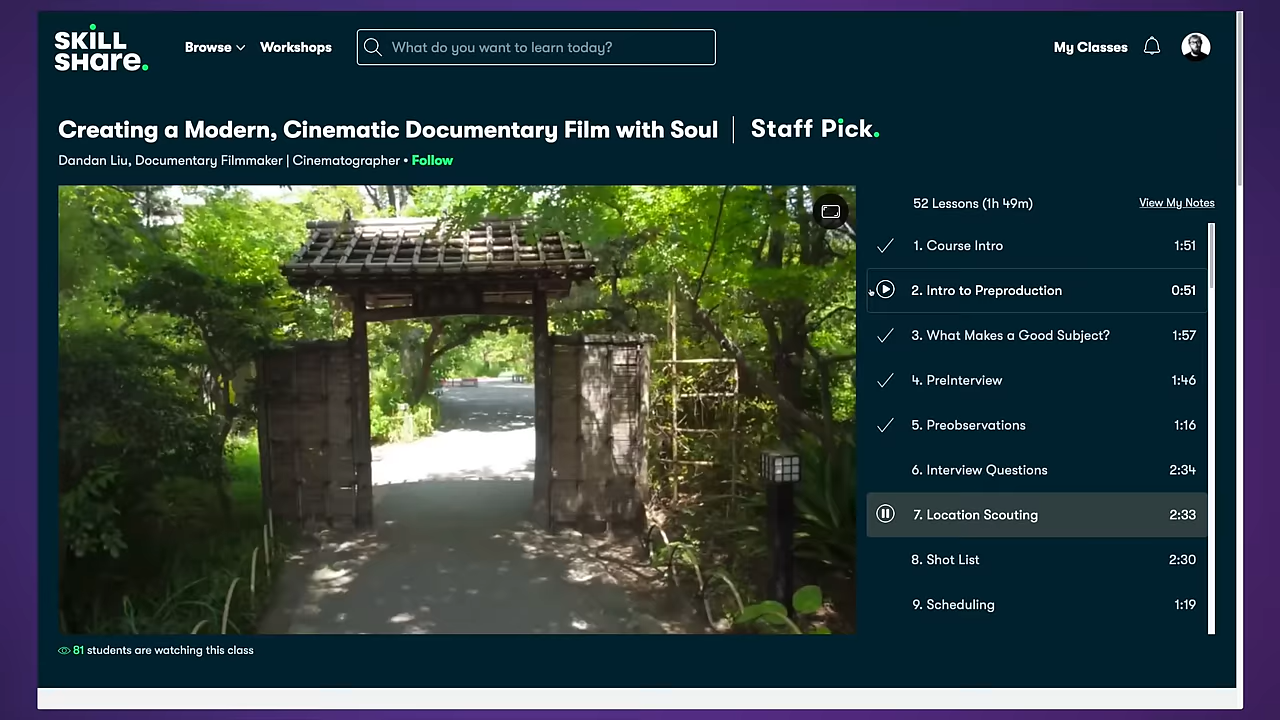 SKILL
SHare.
Browse
Workshops
What do you want to learn today?
My Classes
Creating a Modern, Cinematic Documentary Film with Soul | Staff Pick.
Dandan Liu, Documentary Filmmaker | Cinematographer • Follow
52 Lessons (1h 49m)
View My Notes
1. Course Intro 1:51
2. Intro to Preproduction 0:51
3. What Makes a Good Subject? 1:57
4. PreInterview 1:46
5. Preobservations 1:16
6. Interview Questions 2:34
7. Location Scouting 2:33
8. Shot List 2:30
9. Scheduling 1:19
81 students are watching this class